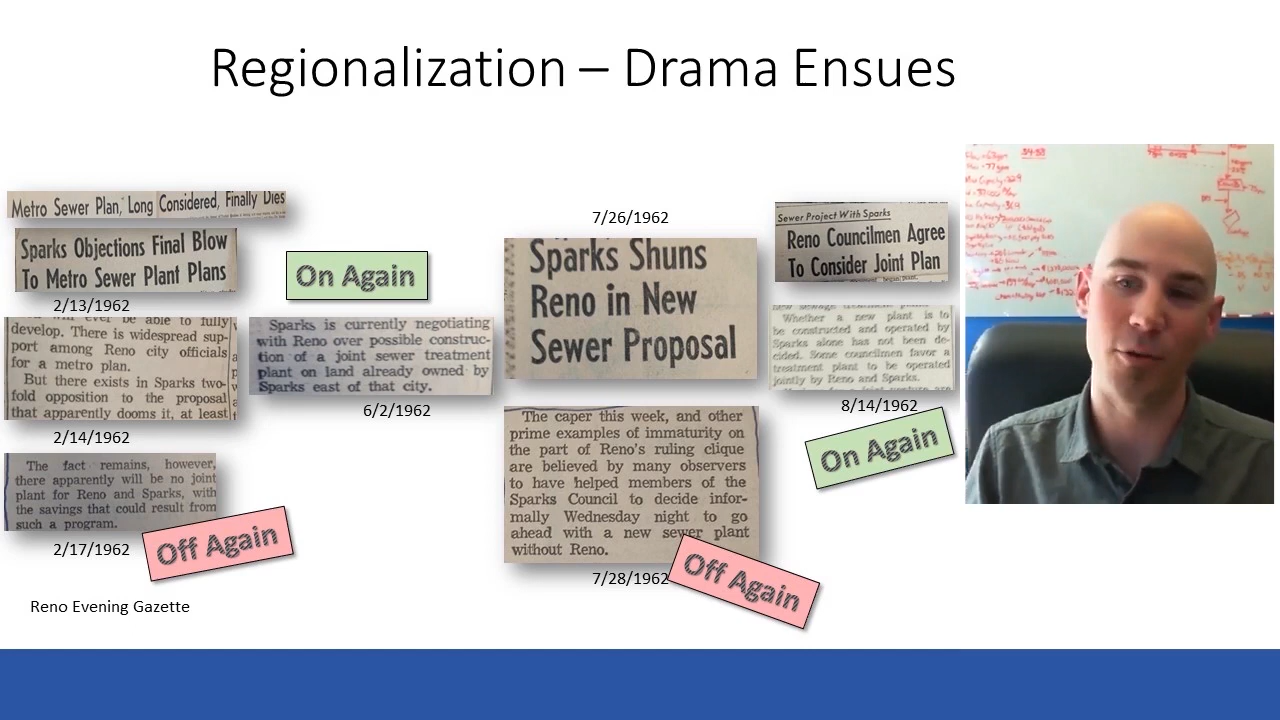 Regionalization – Drama Ensues
Metro Sewer Plan, Long Considered, Finally Dies
Sparks Objections Final Blow
To Metro Sewer Plant Plans
2/13/1962
be able to fully
develop. There is widespread sup-
port among Reno city officials
for a metro plan.
But there exists in Sparks two-
fold opposition to the proposal
that apparently dooms it, at least
2/14/1962
The fact remains, however,
there apparently will be no joint
plant for Reno and Sparks, with
the savings that could result from
such a program.
2/17/1962
Off Again
Reno Evening Gazette
On Again
Sparks is currently negotiating
with Reno over possible construc-
tion of a joint sewer treatment
plant on land already owned by
Sparks east of that city.
6/2/1962
7/26/1962
Sparks Shuns
Reno in New
Sewer Proposal
The caper this week, and other
prime examples of immaturity on
the part of Reno's ruling clique
are believed by many observers
to have helped members of the
Sparks Council to decide infor-
mally Wednesday night to go
ahead with a new sewer plant
without Reno.
7/28/1962
Off Again
Sewer Project With Sparks
Reno Councilmen Agree
To Consider Joint Plan
Whether a new plant is to
be constructed and operated by
Sparks alone has not been de-
cided. Some councilmen favor a
treatment plant to be operated
jointly by Reno and Sparks.
8/14/1962
On Again